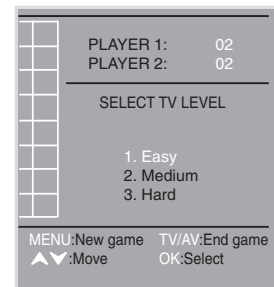 PLAYER 1: 02
PLAYER 2: 02
SELECT TV LEVEL
1. Easy
2. Medium
3. Hard
MENU:New game TV/AV:End game
:Move OK:Select